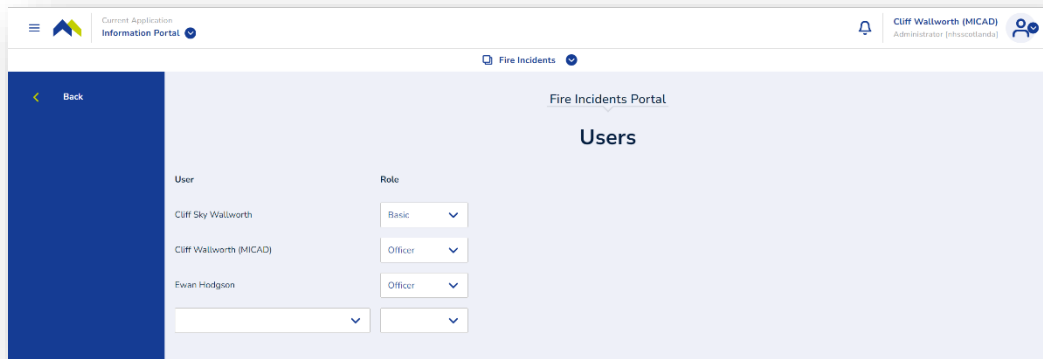 Current Application
Information Portal
Cliff Wallworth (MICAD)
Administrator (nhsscotlanda)
Fire Incidents
Back
Fire Incidents Portal
Users
User Role
Cliff Sky Wallworth Basic
Cliff Wallworth (MICAD) Officer
Ewan Hodgson Officer